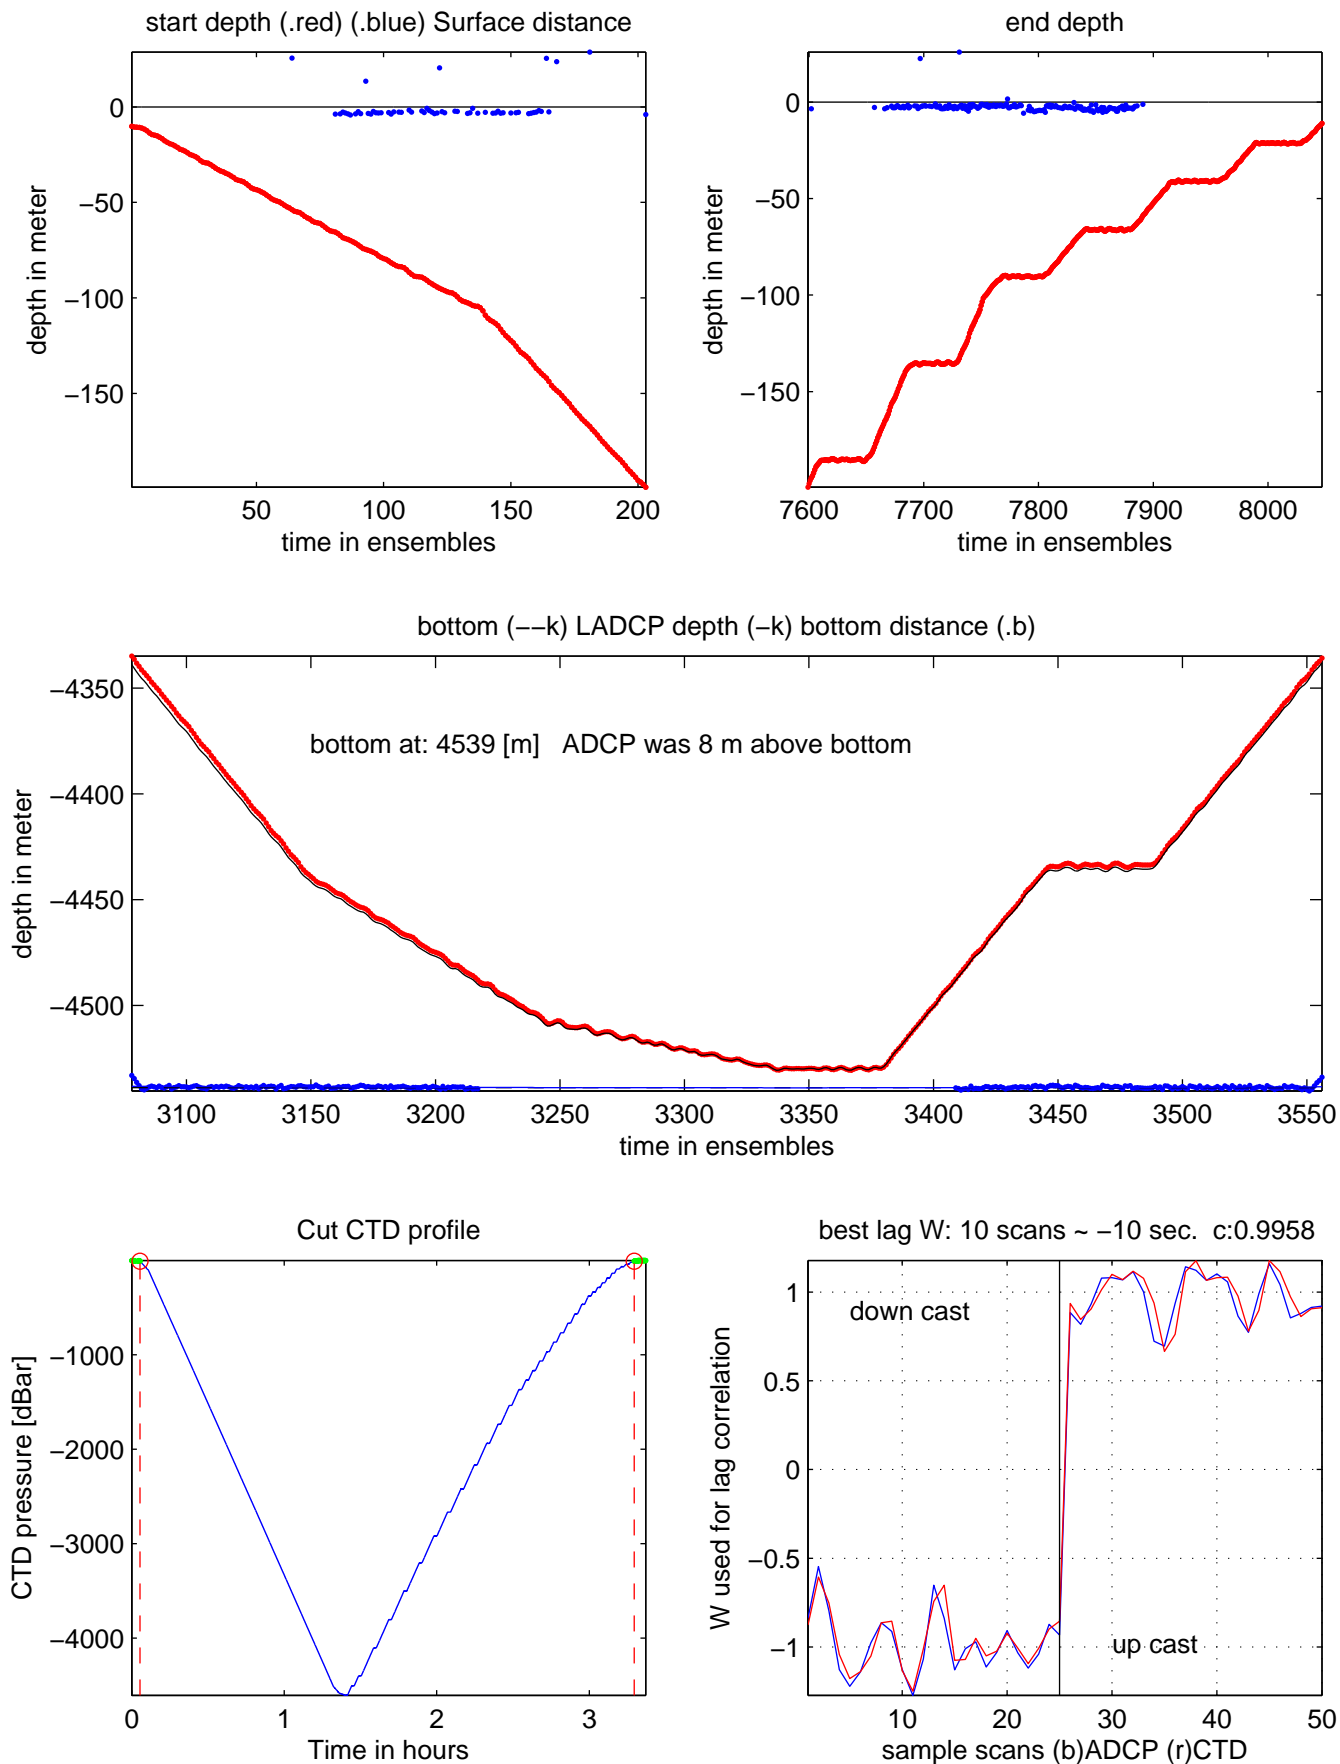 start depth (.red) (.blue) Surface distance
0
−50
−100
−150
depth in meter
50
100
150
200
time in ensembles
end depth
0
−50
−100
−150
depth in meter
7600
7700
7800
7900
8000
time in ensembles
bottom (−−k) LADCP depth (−k) bottom distance (.b)
bottom at: 4539 [m] ADCP was 8 m above bottom
−4350
−4400
−4450
−4500
depth in meter
3100
3150
3200
3250
3300
3350
3400
3450
3500
3550
time in ensembles
Cut CTD profile
−1000
−2000
−3000
−4000
CTD pressure [dBar]
0
1
2
3
Time in hours
best lag W: 10 scans ~ −10 sec. c:0.9958
down cast
up cast
1
0.5
0
−0.5
−1
W used for lag correlation
10
20
30
40
50
sample scans (b)ADCP (r)CTD